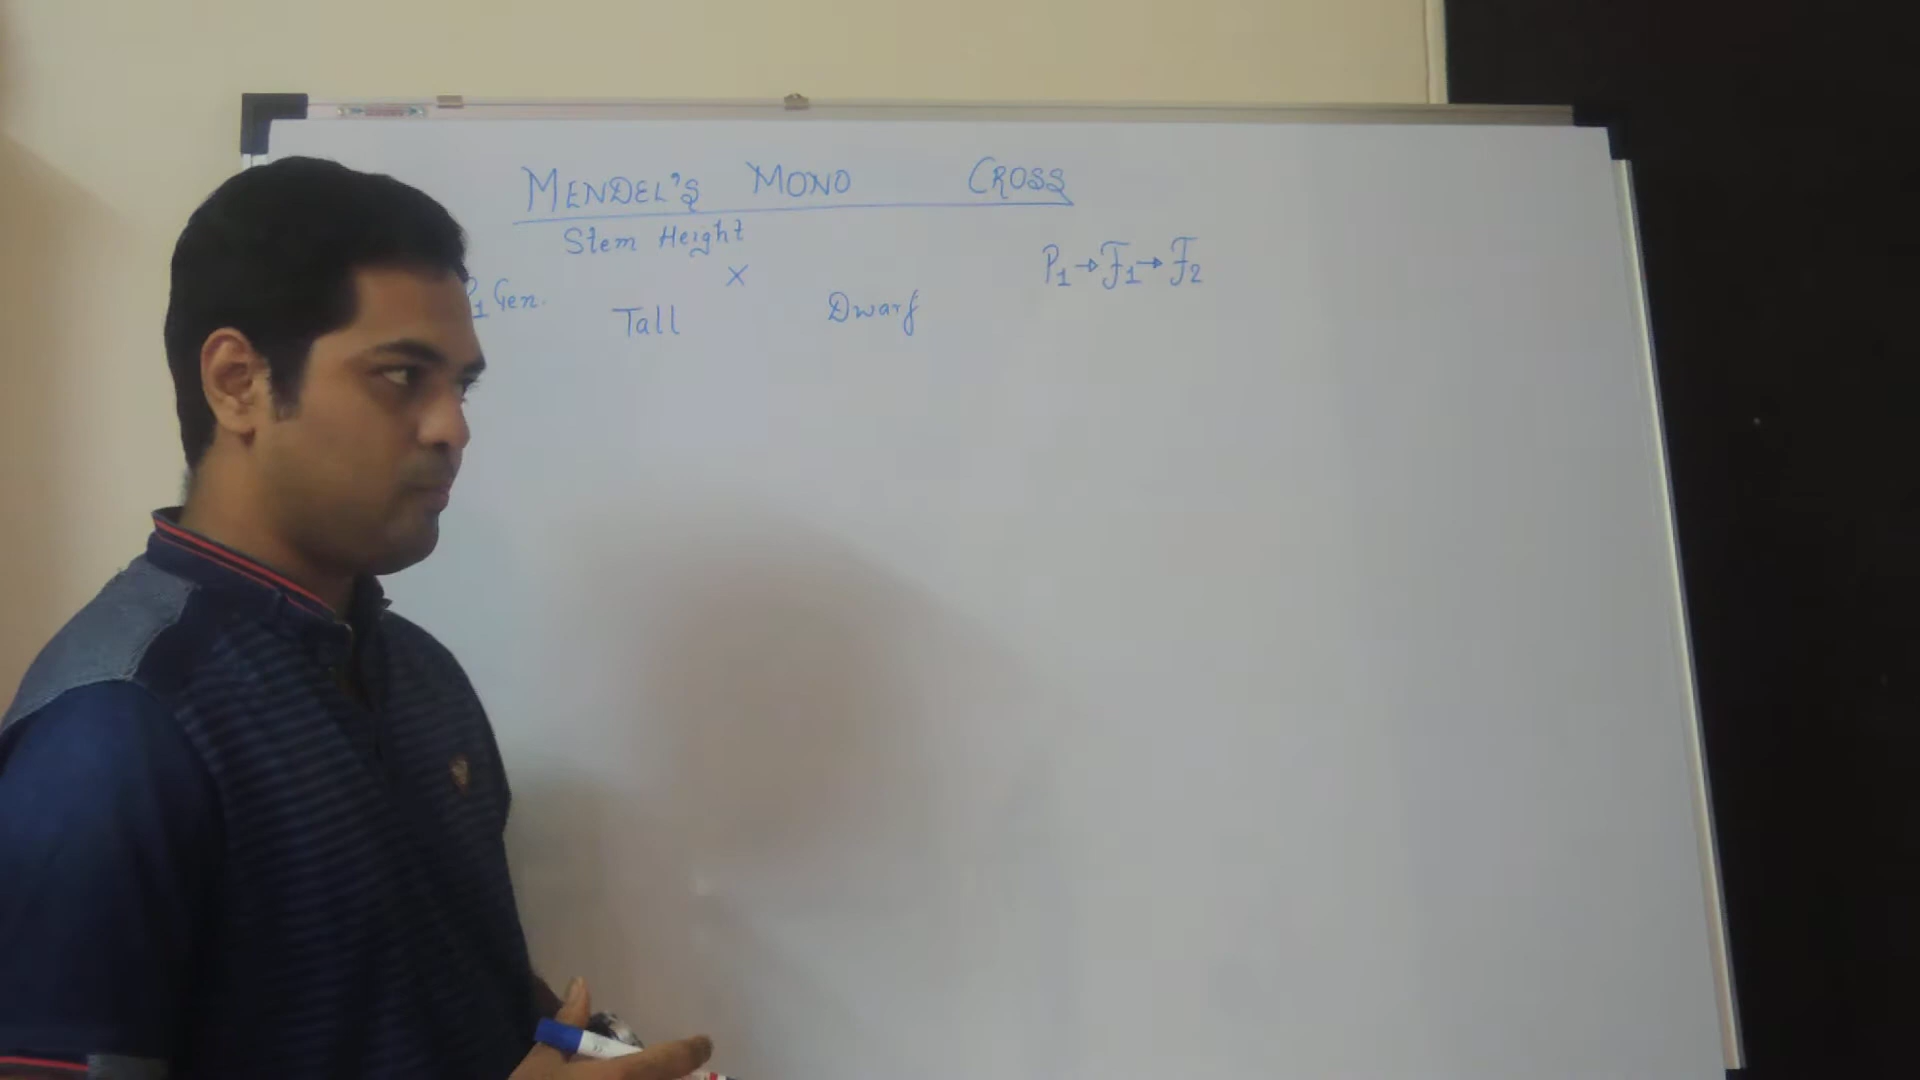 MENDEL'S MONO CROSS
Stem Height
P₁→F₁→F₂
×
P₁ Gen.
Tall Dwarf